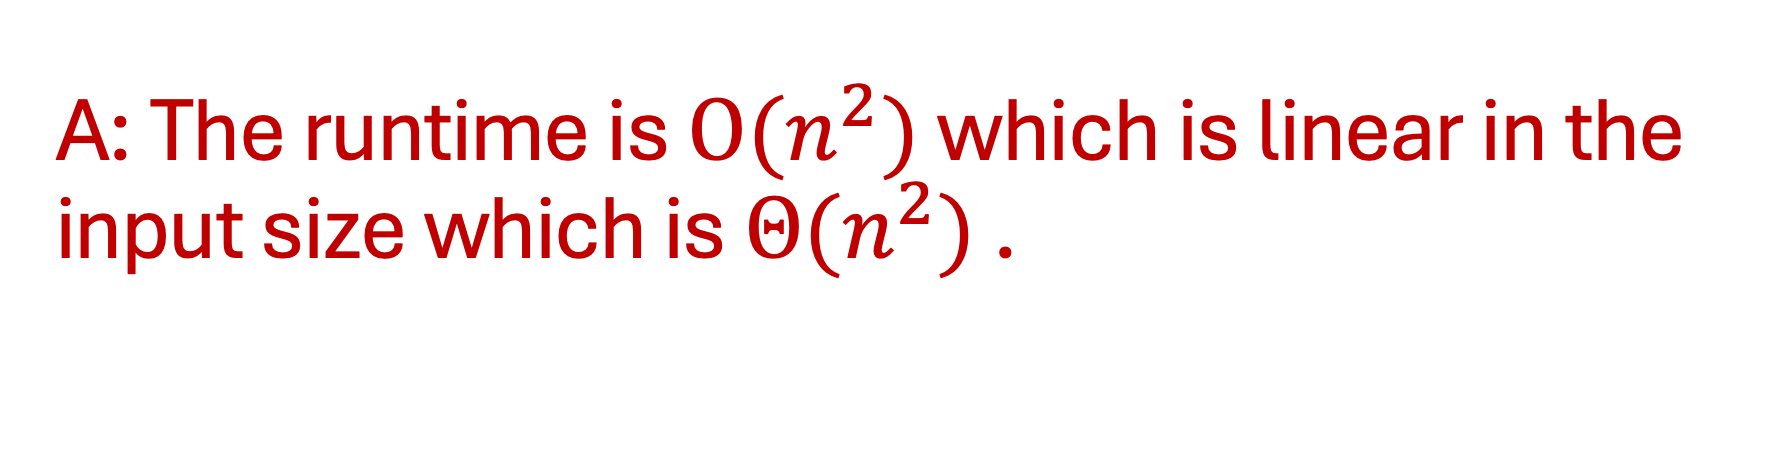 A: The runtime is O(n²) which is linear in the
input size which is Θ(n²) .